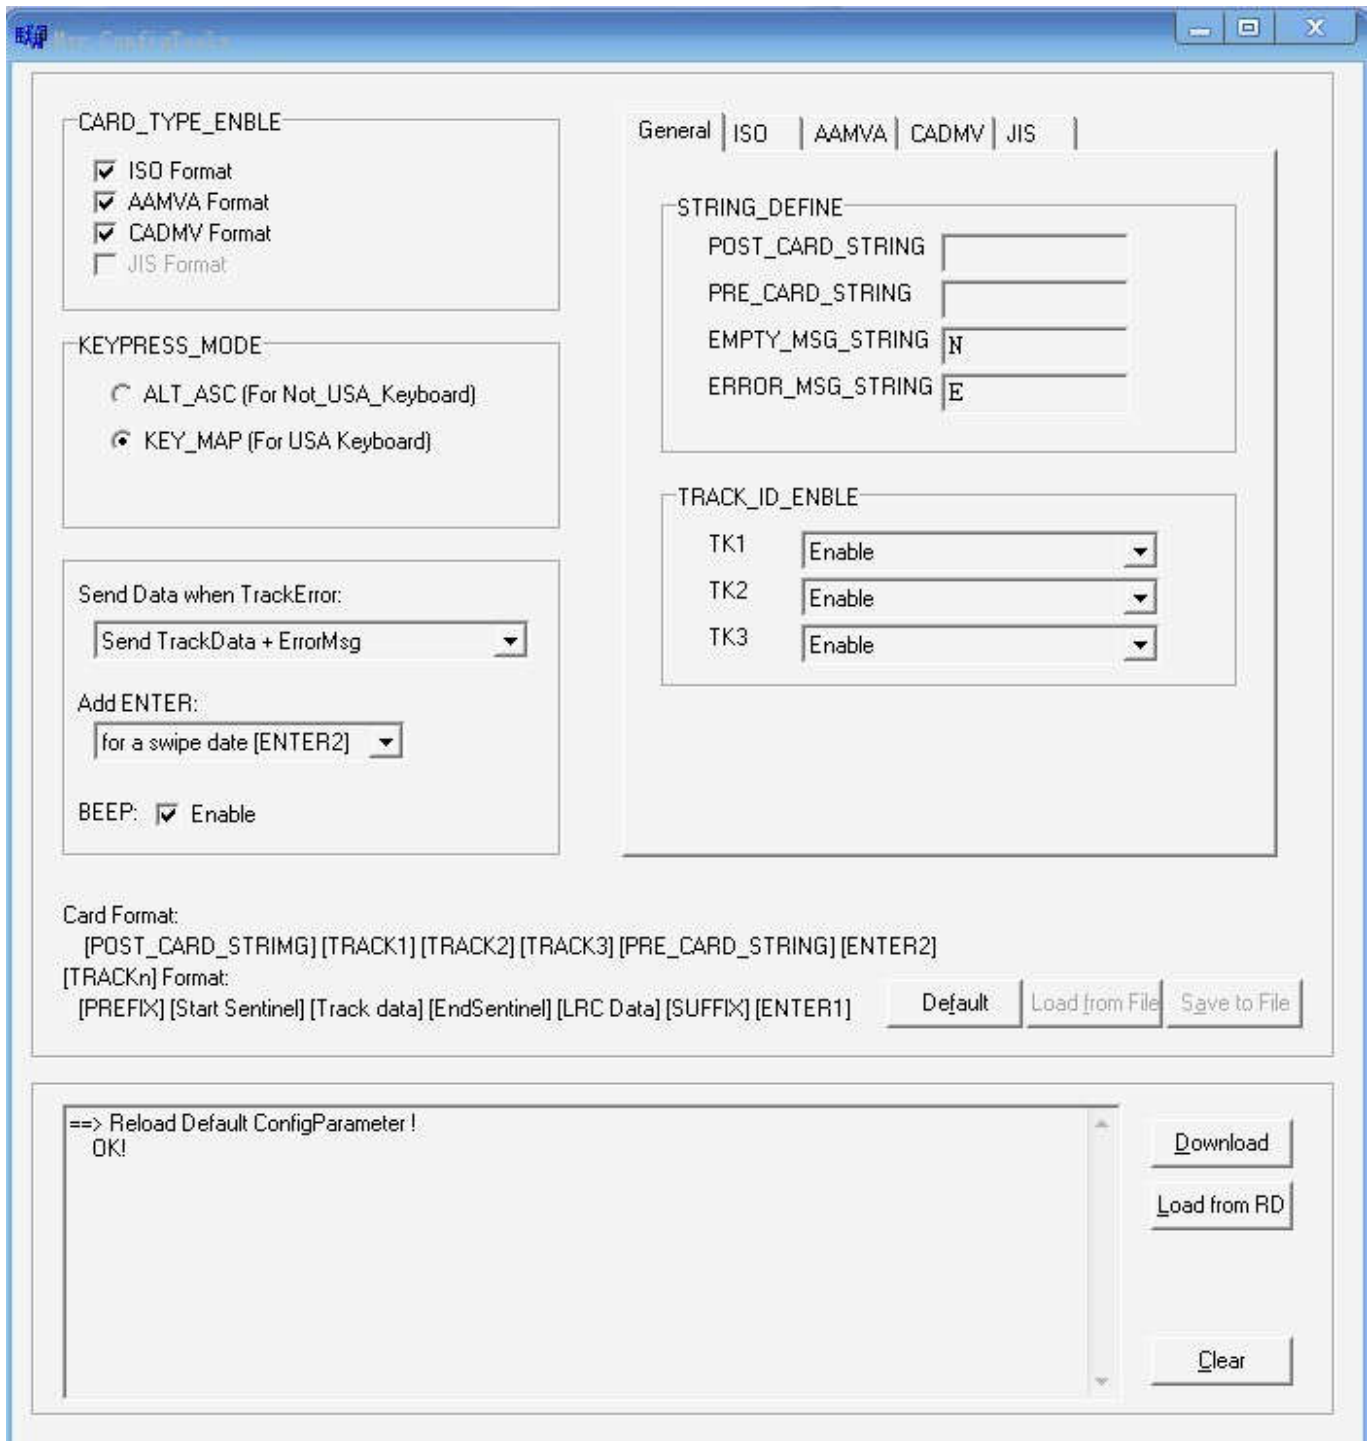 CARD_TYPE_ENBLE
ISO Format
AAMVA Format
CADMV Format
JIS Format
KEYPRESS_MODE
ALT_ASC (For Not_USA_Keyboard)
KEY_MAP (For USA Keyboard)
Send Data when TrackError:
Send TrackData + ErrorMsg
Add ENTER:
for a swipe date [ENTER2]
BEEP: Enable
General ISO AAMVA CADMV JIS
STRING_DEFINE
POST_CARD_STRING
PRE_CARD_STRING
EMPTY_MSG_STRING N
ERROR_MSG_STRING E
TRACK_ID_ENBLE
TK1 Enable
TK2 Enable
TK3 Enable
Card Format:
[POST_CARD_STRIMG] [TRACK1] [TRACK2] [TRACK3] [PRE_CARD_STRING] [ENTER2]
[TRACKn] Format:
[PREFIX] [Start Sentinel] [Track data] [EndSentinel] [LRC Data] [SUFFIX] [ENTER1]
Default Load from File Save to File
==> Reload Default ConfigParameter !
OK!
Download
Load from RD
Clear